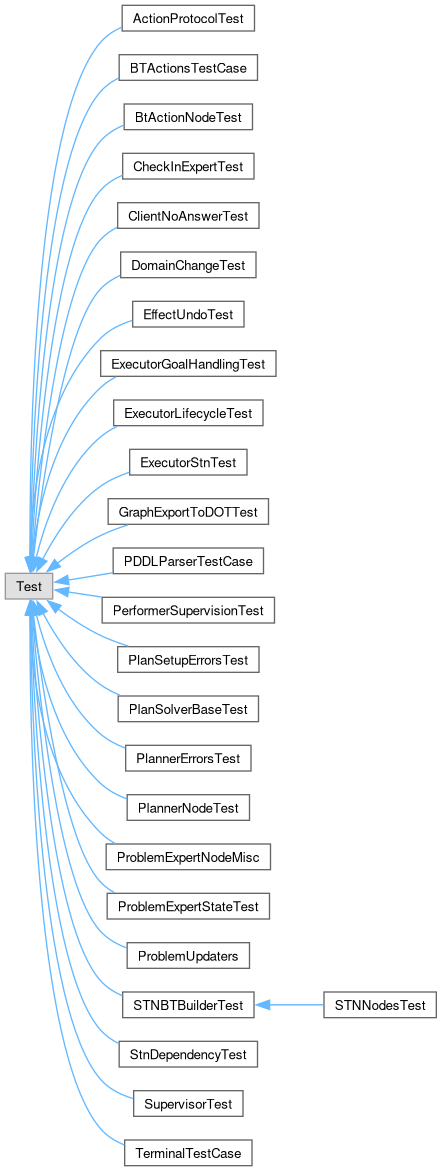 ActionProtocolTest
BTActionsTestCase
BtActionNodeTest
CheckInExpertTest
ClientNoAnswerTest
DomainChangeTest
EffectUndoTest
ExecutorGoalHandlingTest
ExecutorLifecycleTest
ExecutorStnTest
GraphExportToDOTTest
PDDLParserTestCase
Test
PerformerSupervisionTest
PlanSetupErrorsTest
PlanSolverBaseTest
PlannerErrorsTest
PlannerNodeTest
ProblemExpertNodeMisc
ProblemExpertStateTest
ProblemUpdaters
STNBTBuilderTest
STNNodesTest
StnDependencyTest
SupervisorTest
TerminalTestCase